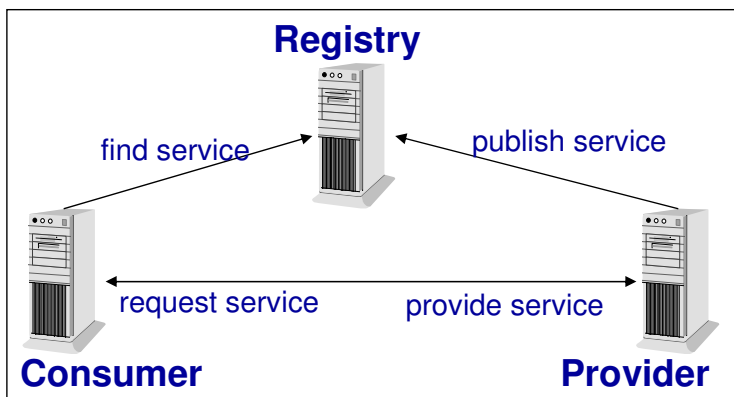 Registry
find service
publish service
request service
provide service
Consumer
Provider